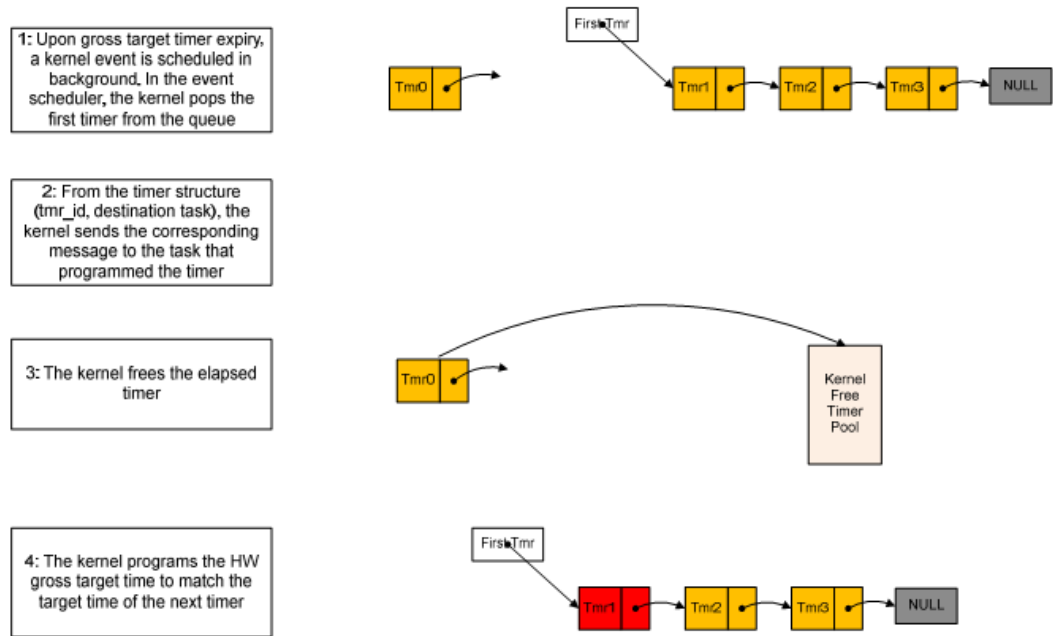 1: Upon gross target timer expiry,
a kernel event is scheduled in
background. In the event
scheduler, the kernel pops the
first timer from the queue
First Tmr
Tmr0
Tmr1
Tmr2
Tmr3
NULL
2: From the timer structure
(tmr_id, destination task), the
kernel sends the corresponding
message to the task that
programmed the timer
3: The kernel frees the elapsed
timer
Tmr0
Kernel
Free
Timer
Pool
4: The kernel programs the HW
gross target time to match the
target time of the next timer
First Tmr
Tmr1
Tmr2
Tmr3
NULL